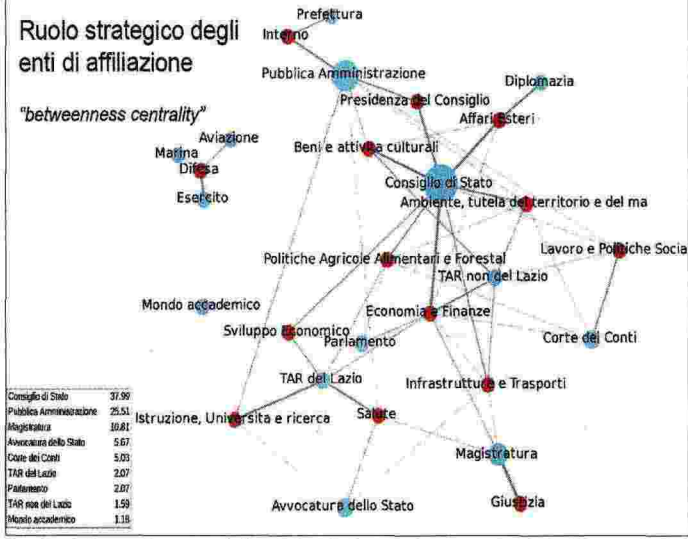 Ruolo strategico degli
enti di affiliazione
"betweenness centrality"
Prefettura
Interno
Pubblica Amministrazione
Presidenza del Consiglio
Diplomazia
Affari Esteri
Beni e attivita culturali
Aviazione
Marina
Difesa
Esercito
Consiglio di Stato
Ambiente, tutela del territorio e del ma
Lavoro e Politiche Socia
Politiche Agricole Alimentari e Forestal
TAR non del Lazio
Mondo accademico
Economia e Finanze
Sviluppo Economico
Parlamento
Corte dei Conti
TAR del Lazio
Infrastrutture e Trasporti
Istruzione, Universita e ricerca
Salute
Magistratura
Avvocatura dello Stato
Giustizia
Consiglio di Stato 37.99
Pubblica Amministrazione 25.51
Magistratura 10.81
Avvocatura dello Stato 5.67
Corte dei Conti 5.03
TAR del Lazio 2.07
Parlamento 2.07
TAR non del Lazio 1.59
Mondo accademico 1.18